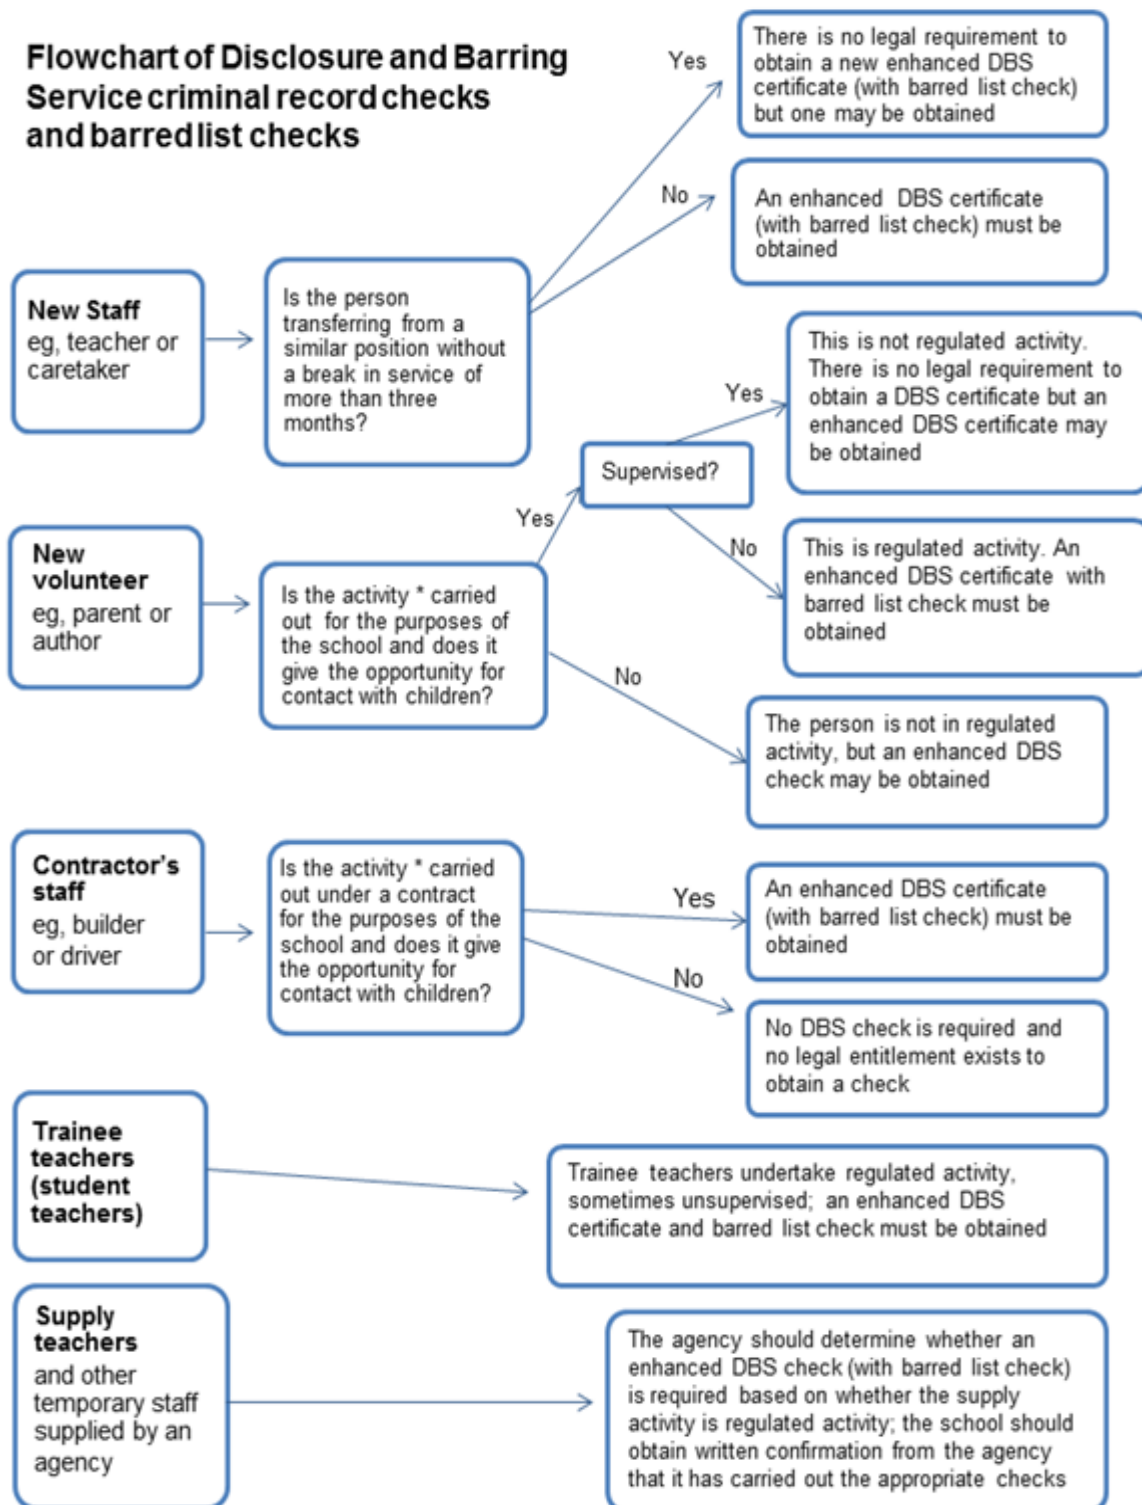 Flowchart of Disclosure and Barring
Service criminal record checks
and barred list checks
Yes
There is no legal requirement to
obtain a new enhanced DBS
certificate (with barred list check)
but one may be obtained
No
An enhanced DBS certificate
(with barred list check) must be
obtained
New Staff
eg, teacher or
caretaker
Is the person
transferring from a
similar position without
a break in service of
more than three
months?
New
volunteer
eg, parent or
author
Is the activity * carried
out for the purposes of
the school and does it
give the opportunity for
contact with children?
Yes
Supervised?
Yes
This is not regulated activity.
There is no legal requirement to
obtain a DBS certificate but an
enhanced DBS certificate may
be obtained
No
This is regulated activity. An
enhanced DBS certificate with
barred list check must be
obtained
No
The person is not in regulated
activity, but an enhanced DBS
check may be obtained
Contractor's
staff
eg, builder
or driver
Is the activity * carried
out under a contract
for the purposes of the
school and does it give
the opportunity for
contact with children?
Yes
An enhanced DBS certificate
(with barred list check) must be
obtained
No
No DBS check is required and
no legal entitlement exists to
obtain a check
Trainee
teachers
(student
teachers)
Trainee teachers undertake regulated activity,
sometimes unsupervised; an enhanced DBS
certificate and barred list check must be obtained
Supply
teachers
and other
temporary staff
supplied by an
agency
The agency should determine whether an
enhanced DBS check (with barred list check)
is required based on whether the supply
activity is regulated activity; the school should
obtain written confirmation from the agency
that it has carried out the appropriate checks